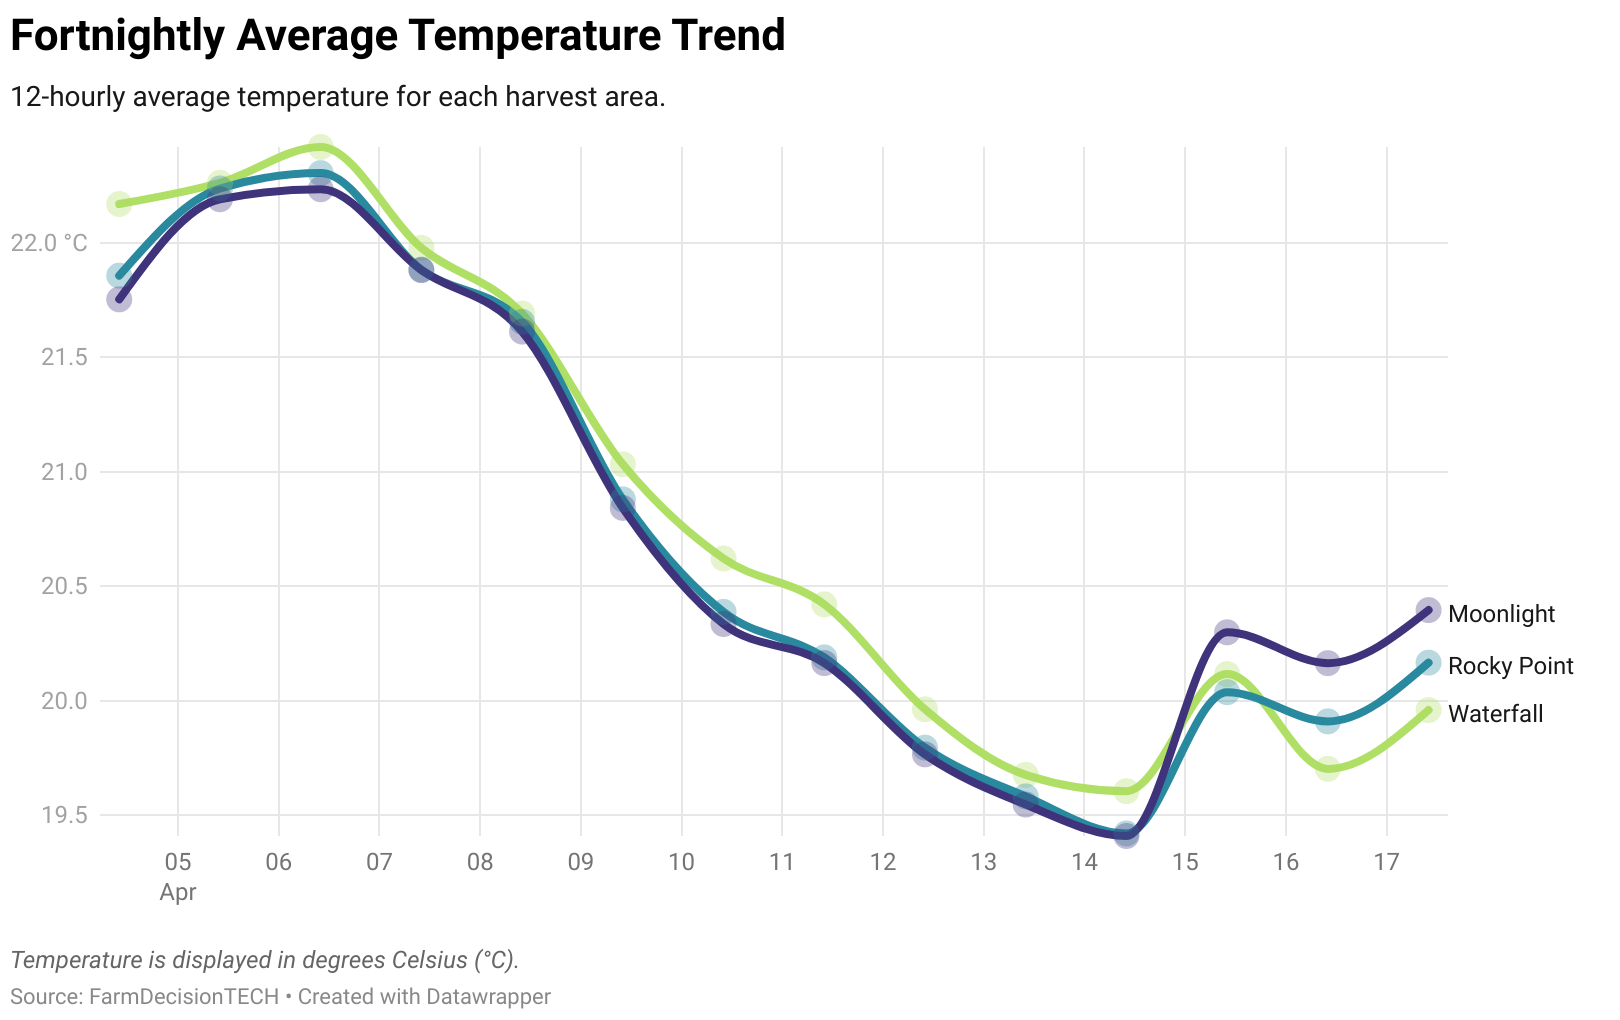 Fortnightly Average Temperature Trend
12-hourly average temperature for each harvest area.
22.0 °C
21.5
21.0
20.5
20.0
19.5
Moonlight
Rocky Point
Waterfall
05 06 07 08 09 10 11 12 13 14 15 16 17
Apr
Temperature is displayed in degrees Celsius (°C).
Source: FarmDecisionTECH • Created with Datawrapper